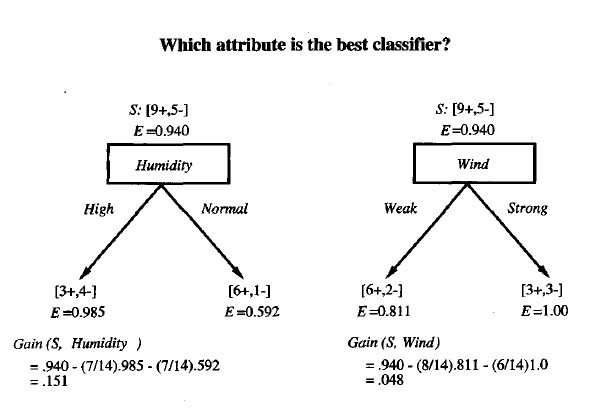 Which attribute is the best classifier?
S: [9+,5-]
E =0.940
Humidity
High
Normal
[3+,4-]
E =0.985
[6+,1-]
E =0.592
Gain (S, Humidity )
= .940 - (7/14).985 - (7/14).592
= .151
S: [9+,5-]
E =0.940
Wind
Weak
Strong
[6+,2-]
E =0.811
[3+,3-]
E =1.00
Gain (S, Wind)
= .940 - (8/14).811 - (6/14)1.0
= .048